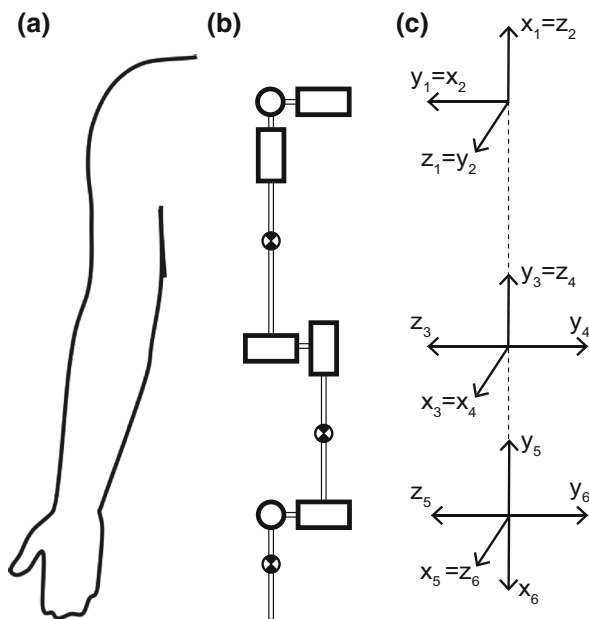 (a) (b) (c)
x₁=z₂
y₁=x₂
z₁=y₂
y₃=z₄
z₃ y₄
x₃=x₄
y₅
z₅ y₆
x₅=z₆
x₆